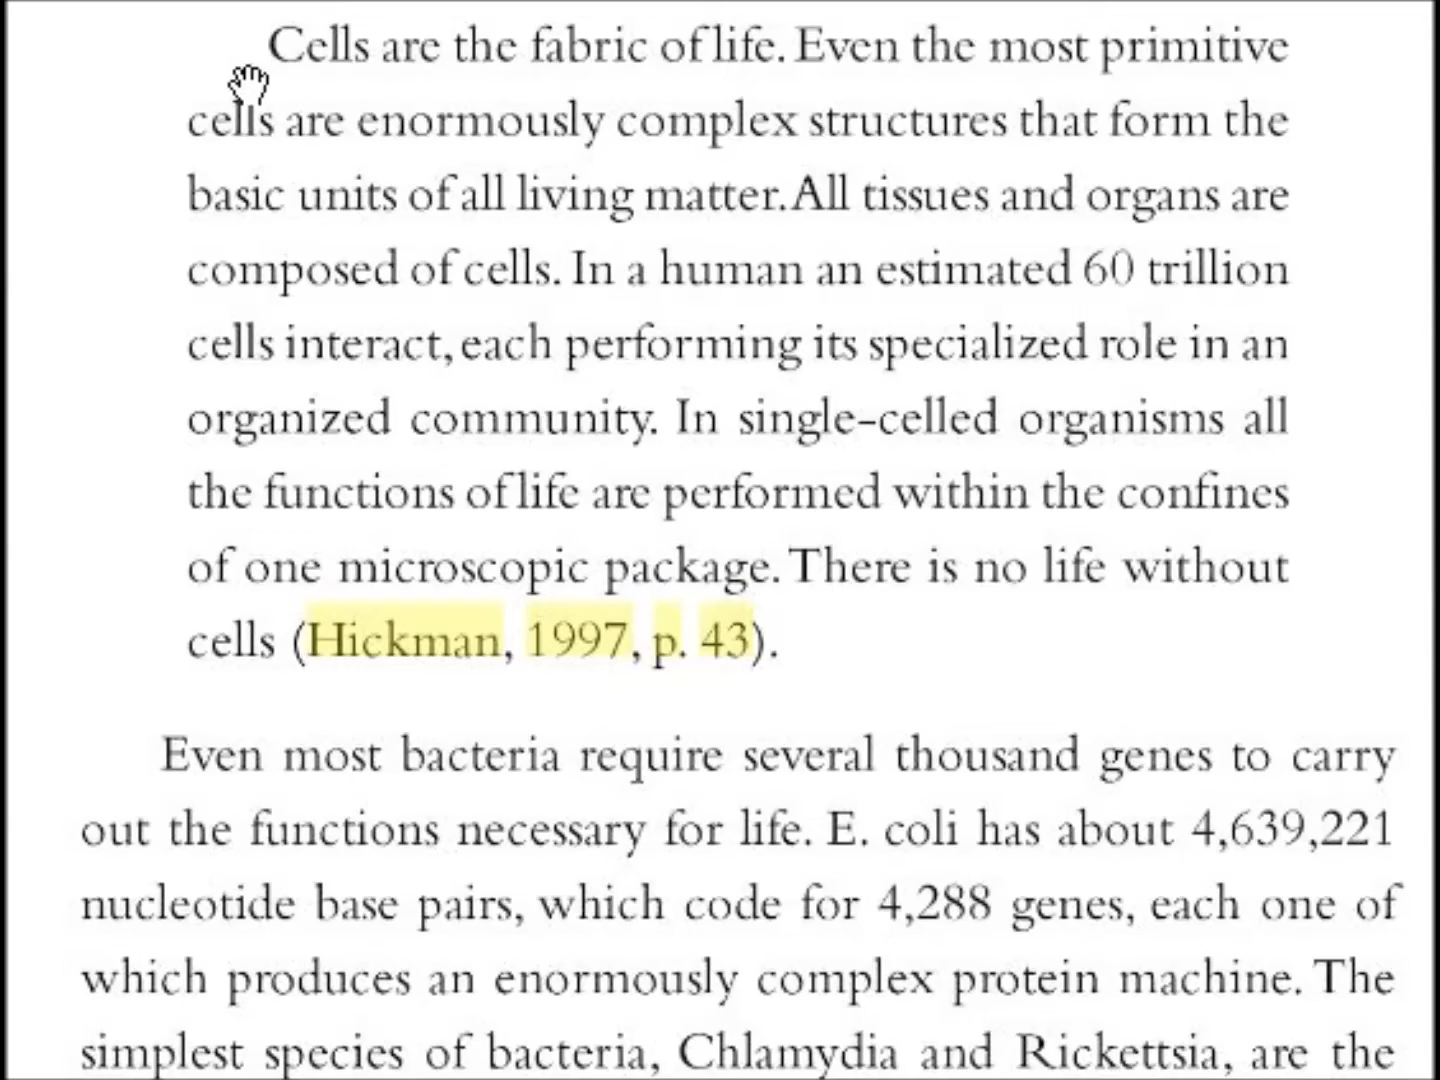 Cells are the fabric of life. Even the most primitive
cells are enormously complex structures that form the
basic units of all living matter. All tissues and organs are
composed of cells. In a human an estimated 60 trillion
cells interact, each performing its specialized role in an
organized community. In single-celled organisms all
the functions of life are performed within the confines
of one microscopic package. There is no life without
cells (Hickman, 1997, p. 43).
Even most bacteria require several thousand genes to carry
out the functions necessary for life. E. coli has about 4,639,221
nucleotide base pairs, which code for 4,288 genes, each one of
which produces an enormously complex protein machine. The
simplest species of bacteria, Chlamydia and Rickettsia, are the